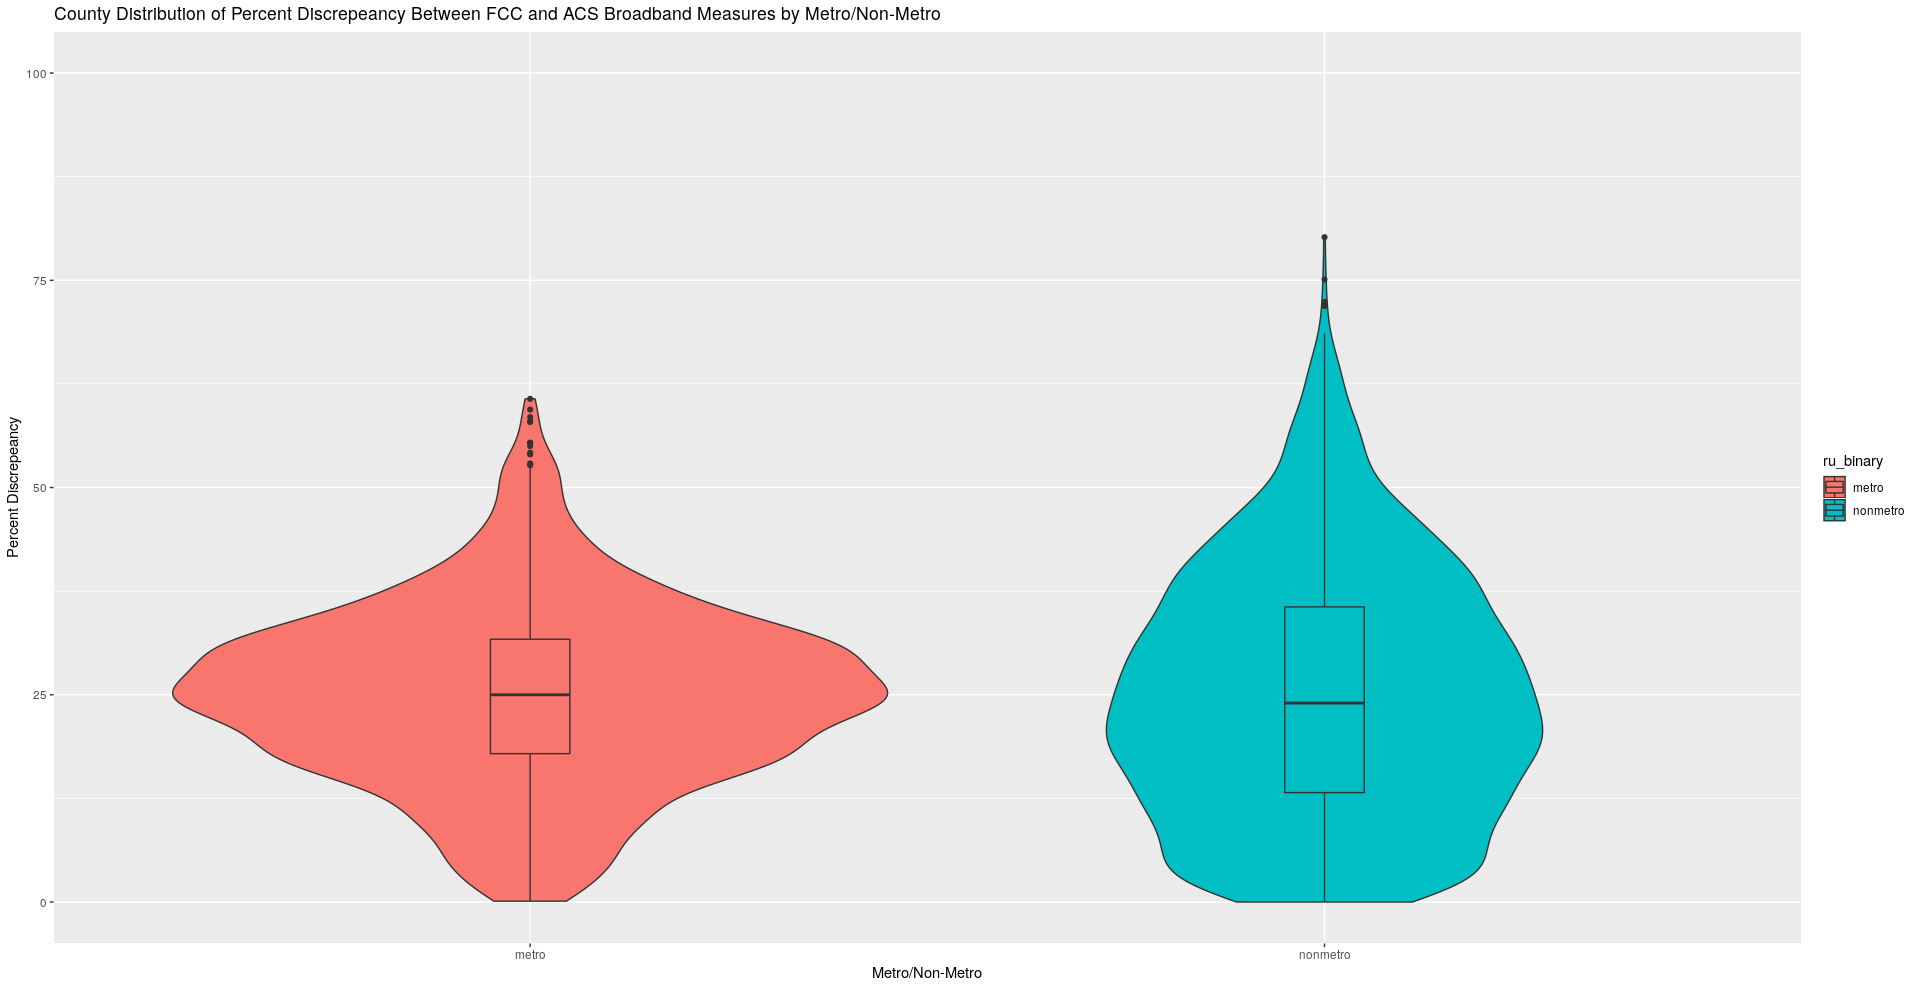 County Distribution of Percent Discrepeancy Between FCC and ACS Broadband Measures by Metro/Non-Metro
Percent Discrepeancy
100
75
50
25
0
metro
nonmetro
Metro/Non-Metro
ru_binary
metro
nonmetro